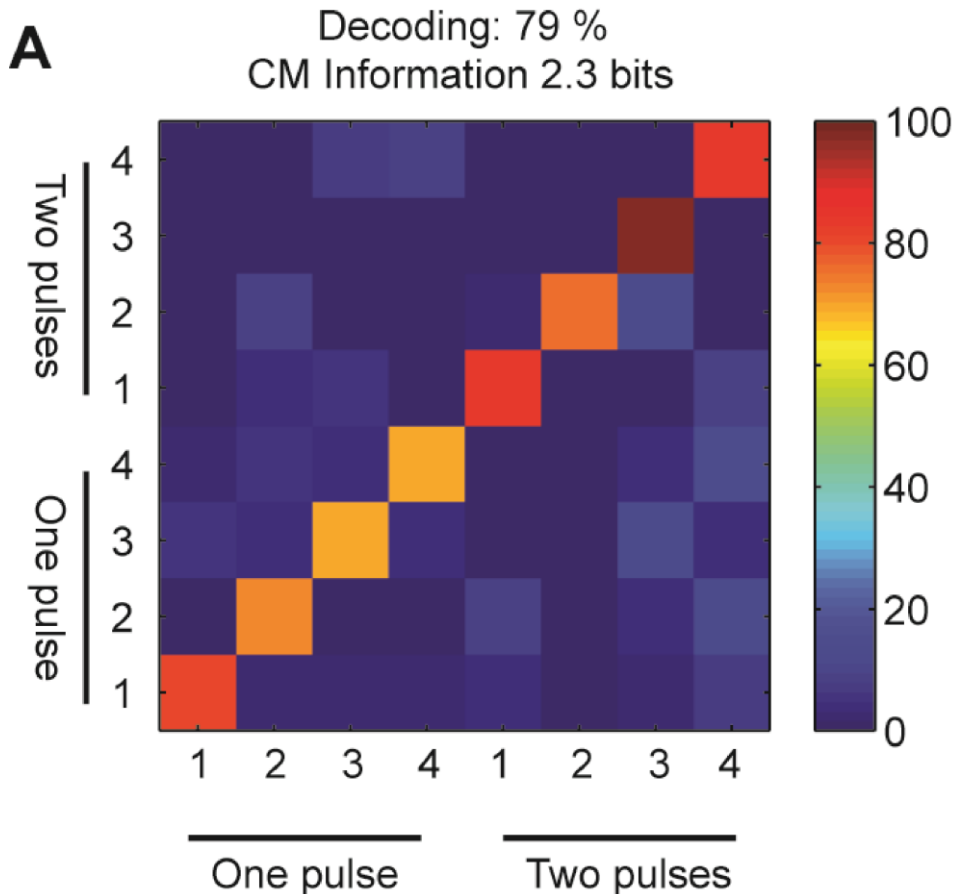 A
Decoding: 79 %
CM Information 2.3 bits
Two pulses
One pulse
4
3
2
1
4
3
2
1
100
80
60
40
20
0
1 2 3 4 1 2 3 4
One pulse Two pulses